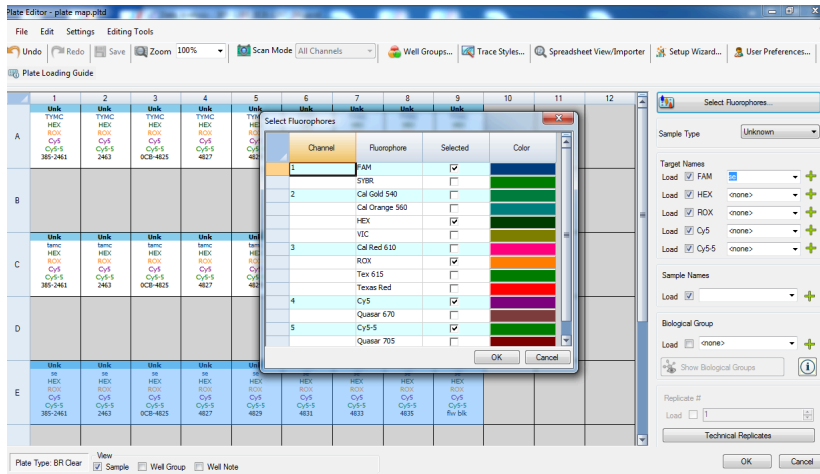 Plate Editor - plate map.pltd
File Edit Settings Editing Tools
Undo Redo Save Zoom 100% Scan Mode All Channels Well Groups... Trace Styles... Spreadsheet View/Importer Setup Wizard... User Preferences...
Plate Loading Guide
1 2 3 4 5 6 7 8 9 10 11 12
A
Unk Unk Unk Unk Unk Unk Unk Unk Unk
TYMC TYMC TYMC TYMC TYMC
HEX HEX HEX HEX HEX
ROX ROX ROX ROX ROX
Cy5 Cy5 Cy5 Cy5 Cy5
Cy5-5 Cy5-5 Cy5-5 Cy5-5
385-2461 2463 OCB-4825 4827
B
C
Unk Unk Unk Unk
tamc tamc tamc tamc
HEX HEX HEX HEX
ROX ROX ROX ROX
Cy5 Cy5 Cy5 Cy5
Cy5-5 Cy5-5 Cy5-5 Cy5-5
385-2461 2463 OCB-4825 4827
D
E
Unk Unk Unk Unk
se se se se se se se se se
HEX HEX HEX HEX HEX HEX HEX HEX HEX
ROX ROX ROX ROX ROX ROX ROX ROX ROX
Cy5 Cy5 Cy5 Cy5 Cy5 Cy5 Cy5 Cy5 Cy5
Cy5-5 Cy5-5 Cy5-5 Cy5-5 Cy5-5 Cy5-5 Cy5-5 Cy5-5 Cy5-5
385-2461 2463 OCB-4825 4827 4829 4831 4833 4835 flw blk
Select Fluorophores
Channel Fluorophore Selected Color
1 FAM
SYBR
2 Cal Gold 540
Cal Orange 560
HEX
VIC
3 Cal Red 610
ROX
Tex 615
Texas Red
4 Cy5
Quasar 670
5 Cy5-5
Quasar 705
OK Cancel
Select Fluorophores...
Sample Type Unknown
Target Names
Load FAM se
Load HEX <none>
Load ROX <none>
Load Cy5 <none>
Load Cy5-5 <none>
Sample Names
Load
Biological Group
Load <none>
Show Biological Groups
Replicate #
Load 1
Technical Replicates
Plate Type: BR Clear
View
Sample Well Group Well Note
OK Cancel